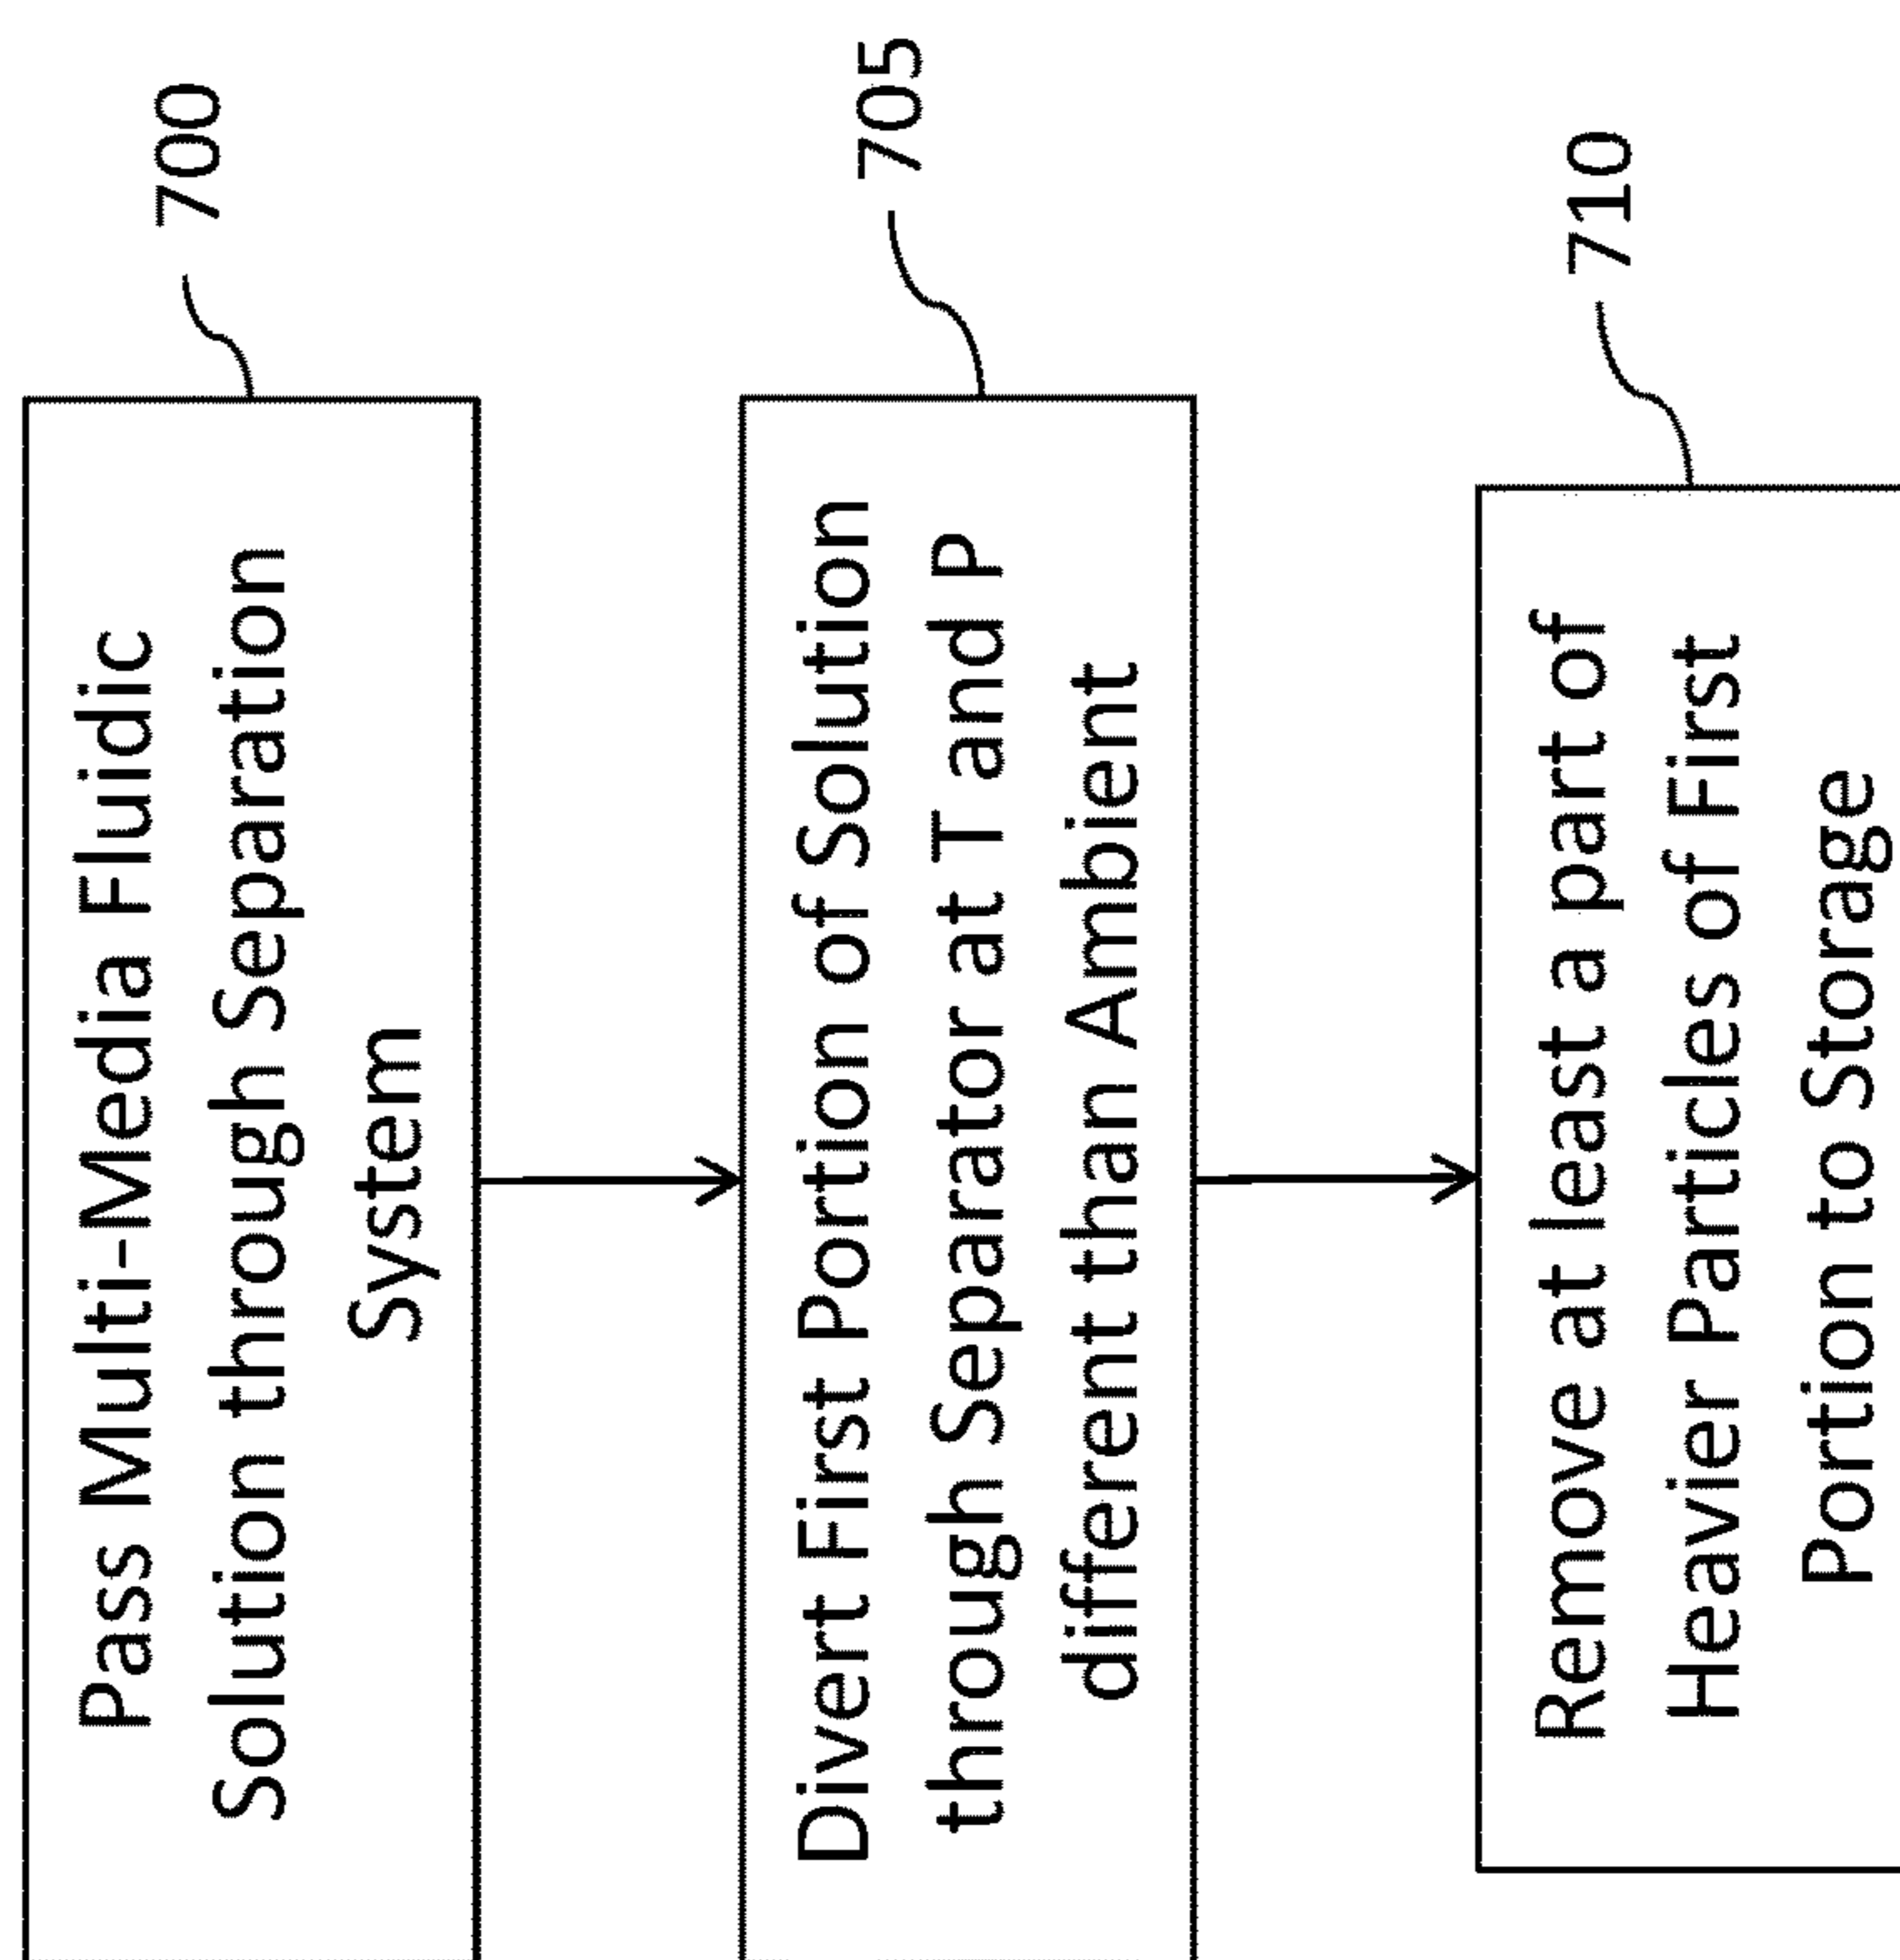 Pass Multi-Media Fluidic
Solution through Separation
System
700
Divert First Portion of Solution
through Separator at T and P
different than Ambient
705
Remove at least a part of
Heavier Particles of First
Portion to Storage
710